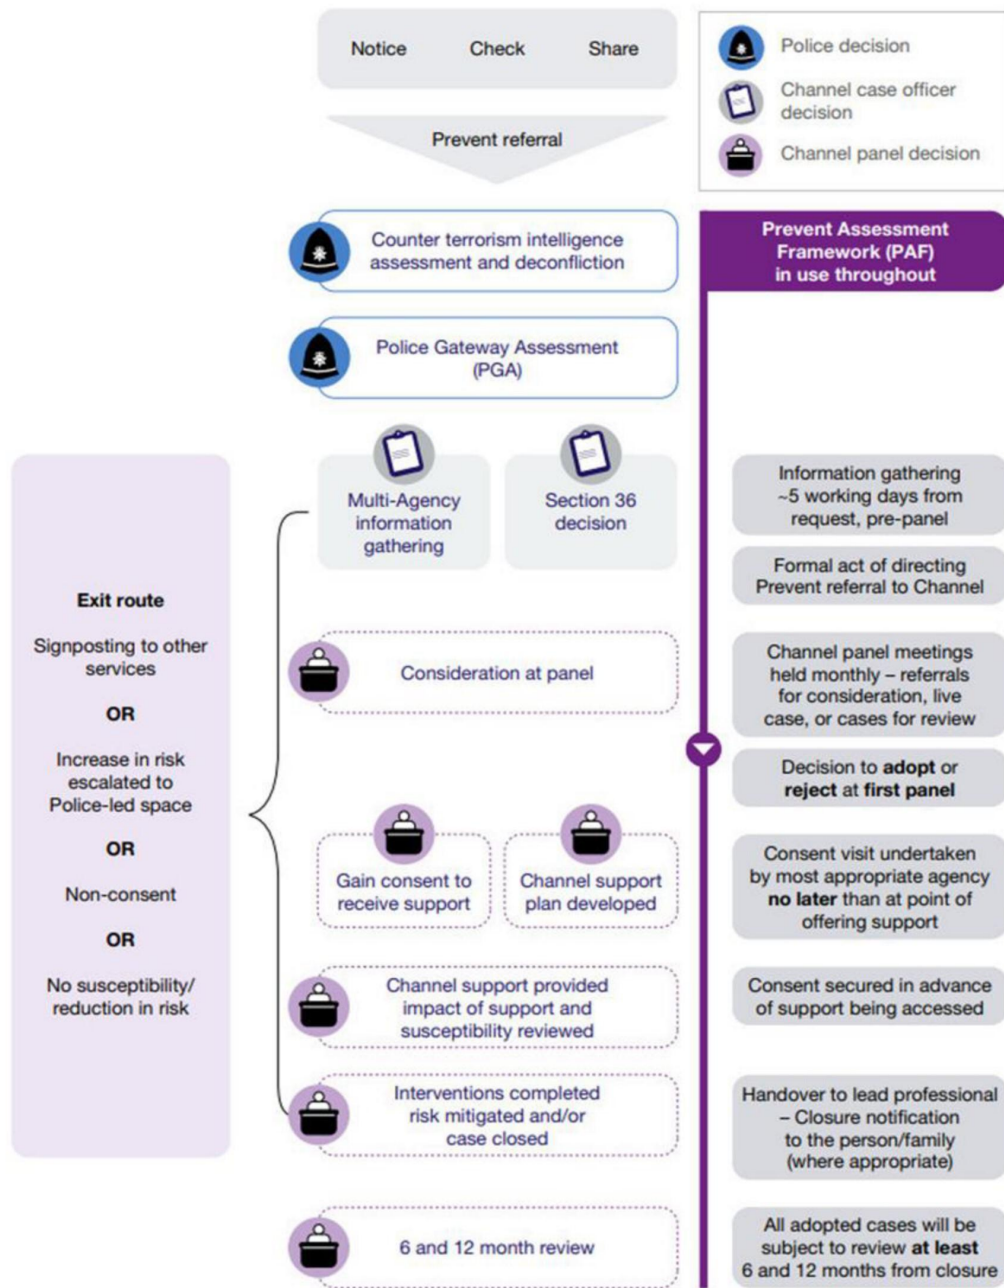 Notice Check Share
Prevent referral
Police decision
Channel case officer
decision
Channel panel decision
Counter terrorism intelligence
assessment and deconfliction
Police Gateway Assessment
(PGA)
Prevent Assessment
Framework (PAF)
in use throughout
Multi-Agency
information
gathering
Section 36
decision
Information gathering
~5 working days from
request, pre-panel
Formal act of directing
Prevent referral to Channel
Exit route
Signposting to other
services
OR
Increase in risk
escalated to
Police-led space
OR
Non-consent
OR
No susceptibility/
reduction in risk
Consideration at panel
Channel panel meetings
held monthly – referrals
for consideration, live
case, or cases for review
Decision to adopt or
reject at first panel
Gain consent to
receive support
Channel support
plan developed
Consent visit undertaken
by most appropriate agency
no later than at point of
offering support
Channel support provided
impact of support and
susceptibility reviewed
Consent secured in advance
of support being accessed
Interventions completed
risk mitigated and/or
case closed
Handover to lead professional
– Closure notification
to the person/family
(where appropriate)
6 and 12 month review
All adopted cases will be
subject to review at least
6 and 12 months from closure